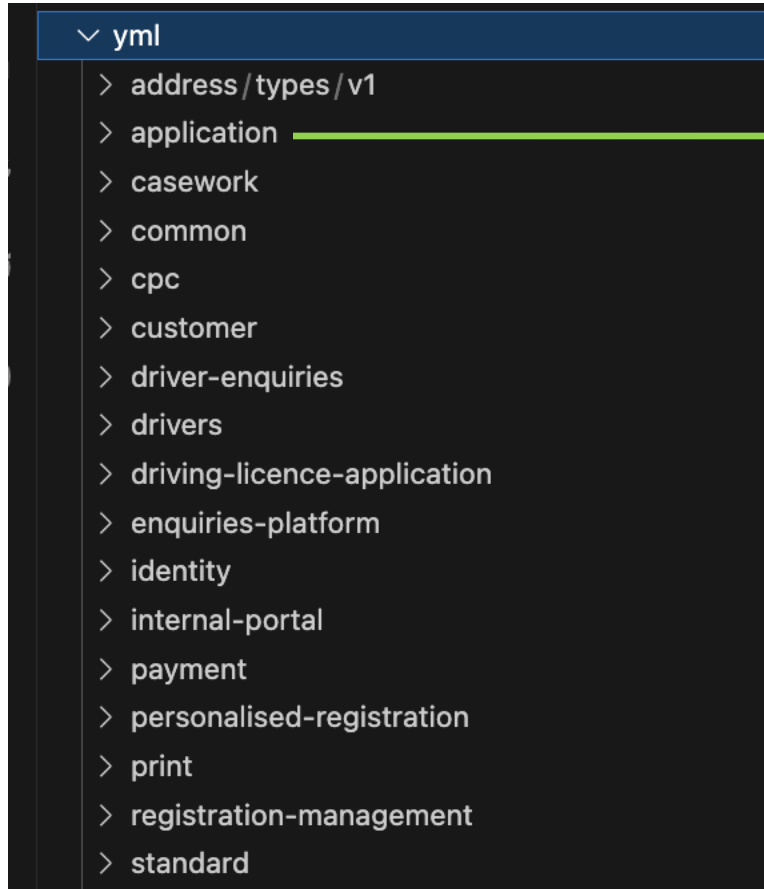 yml
address/types/v1
application
casework
common
cpc
customer
driver-enquiries
drivers
driving-licence-application
enquiries-platform
identity
internal-portal
payment
personalised-registration
print
registration-management
standard